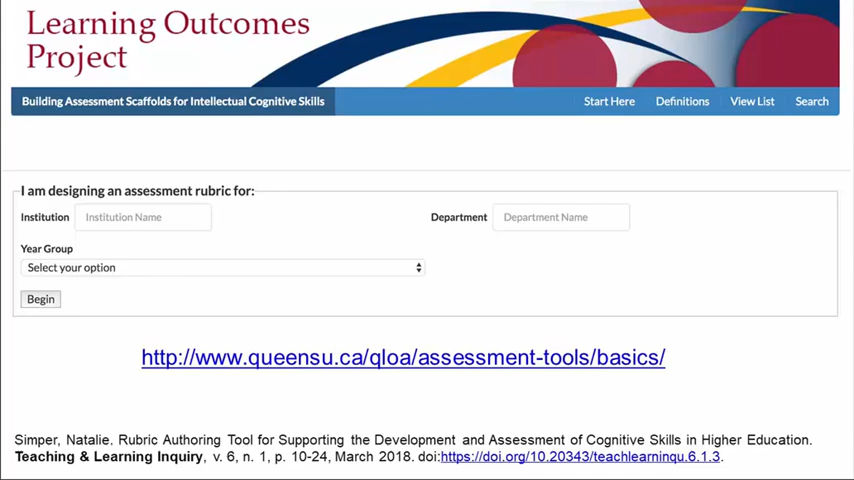 Learning Outcomes
Project
Building Assessment Scaffolds for Intellectual Cognitive Skills
Start Here Definitions View List Search
I am designing an assessment rubric for:
Institution Institution Name Department Department Name
Year Group
Select your option
Begin
http://www.queensu.ca/qloa/assessment-tools/basics/
Simper, Natalie. Rubric Authoring Tool for Supporting the Development and Assessment of Cognitive Skills in Higher Education.
Teaching & Learning Inquiry, v. 6, n. 1, p. 10-24, March 2018. doi:https://doi.org/10.20343/teachlearninqu.6.1.3.